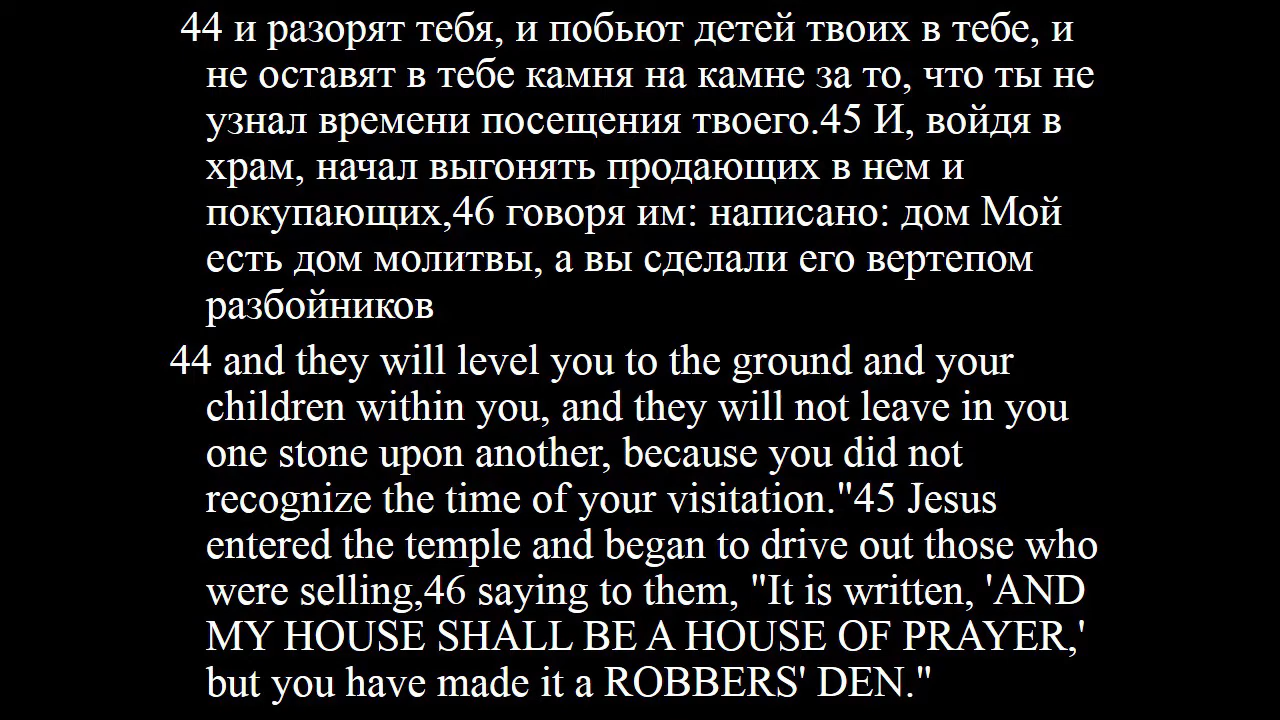 44 и разорят тебя, и побьют детей твоих в тебе, и
не оставят в тебе камня на камне за то, что ты не
узнал времени посещения твоего.45 И, войдя в
храм, начал выгонять продающих в нем и
покупающих,46 говоря им: написано: дом Мой
есть дом молитвы, а вы сделали его вертепом
разбойников
44 and they will level you to the ground and your
children within you, and they will not leave in you
one stone upon another, because you did not
recognize the time of your visitation."45 Jesus
entered the temple and began to drive out those who
were selling,46 saying to them, "It is written, 'AND
MY HOUSE SHALL BE A HOUSE OF PRAYER,'
but you have made it a ROBBERS' DEN."